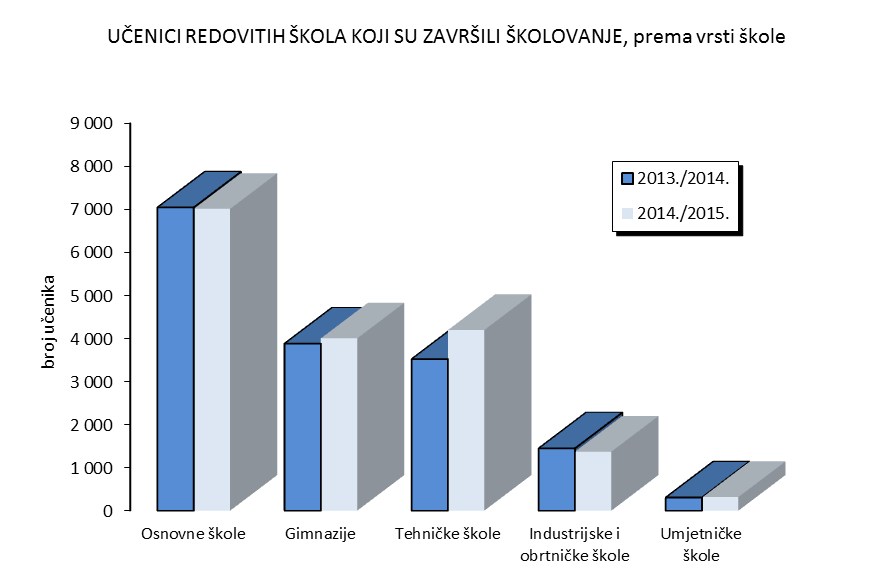 UČENICI REDOVITIH ŠKOLA KOJI SU ZAVRŠILI ŠKOLOVANJE, prema vrsti škole
9 000
8 000
7 000
6 000
5 000
4 000
3 000
2 000
1 000
0
broj učenika
2013./2014.
2014./2015.
Osnovne škole
Gimnazije
Tehničke škole
Industrijske i
obrtničke škole
Umjetničke
škole